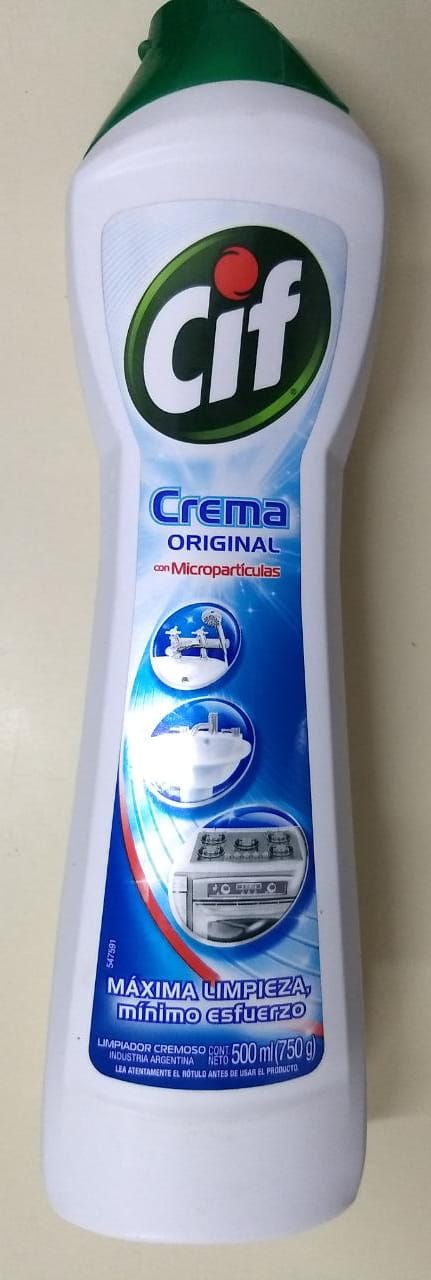 Cif
Crema
ORIGINAL
con Micropartículas
547591
MÁXIMA LIMPIEZA,
mínimo esfuerzo
LIMPIADOR CREMOSO CONT. NETO 500 ml (750 g)
INDUSTRIA ARGENTINA
LEA ATENTAMENTE EL RÓTULO ANTES DE USAR EL PRODUCTO.